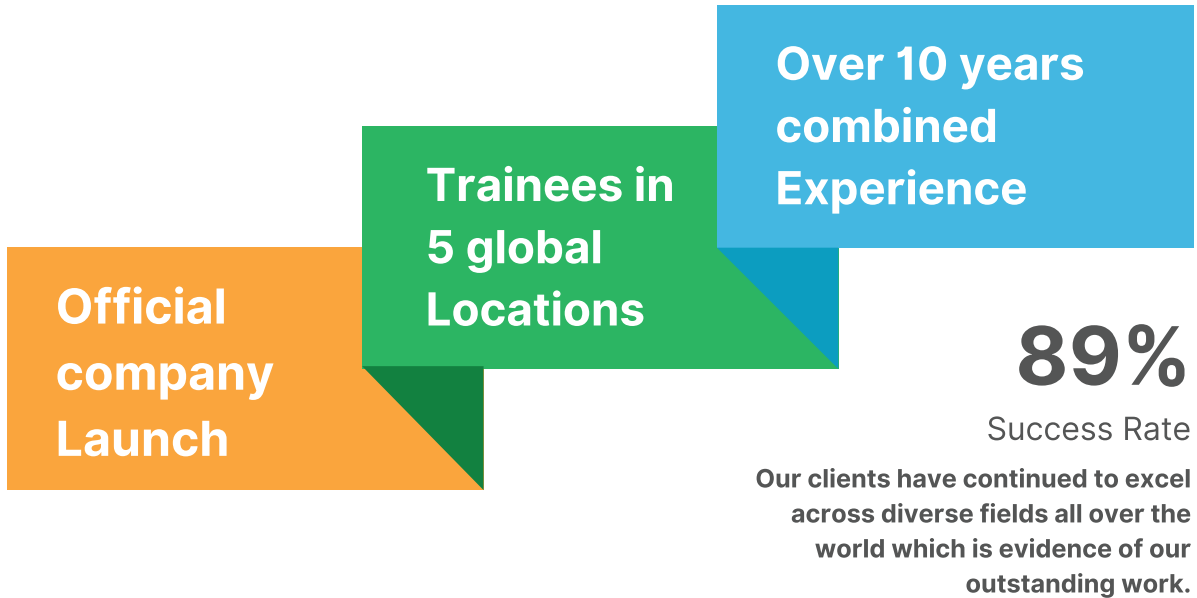 Official
company
Launch
Trainees in
5 global
Locations
Over 10 years
combined
Experience
89%
Success Rate
Our clients have continued to excel
across diverse fields all over the
world which is evidence of our
outstanding work.